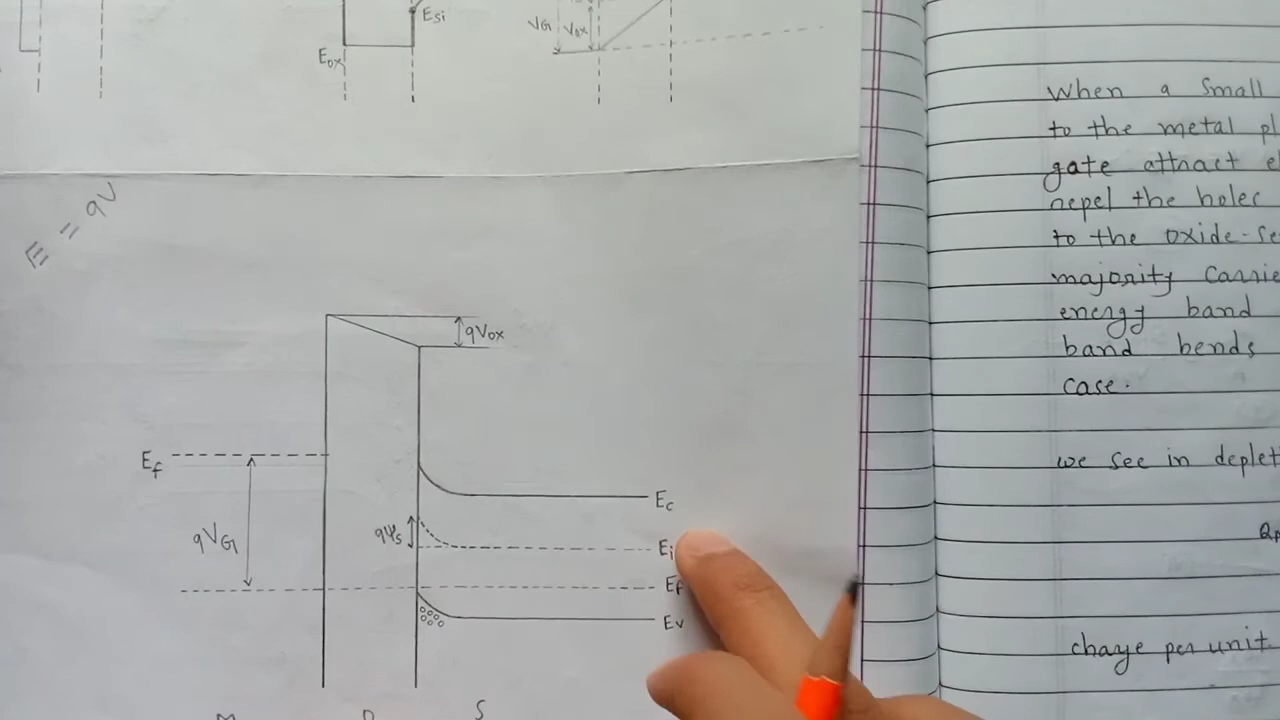 Esi
Eox
VG
Vox
E = qV
qVox
Ef
qVG
qψs
Ec
Ei
Ef
Ev
S
When a small
to the metal pl
gate attract e
repel the holes
to the oxide-se
majority carrie
energy band
band bends
case.
we see in deplet
charge per unit